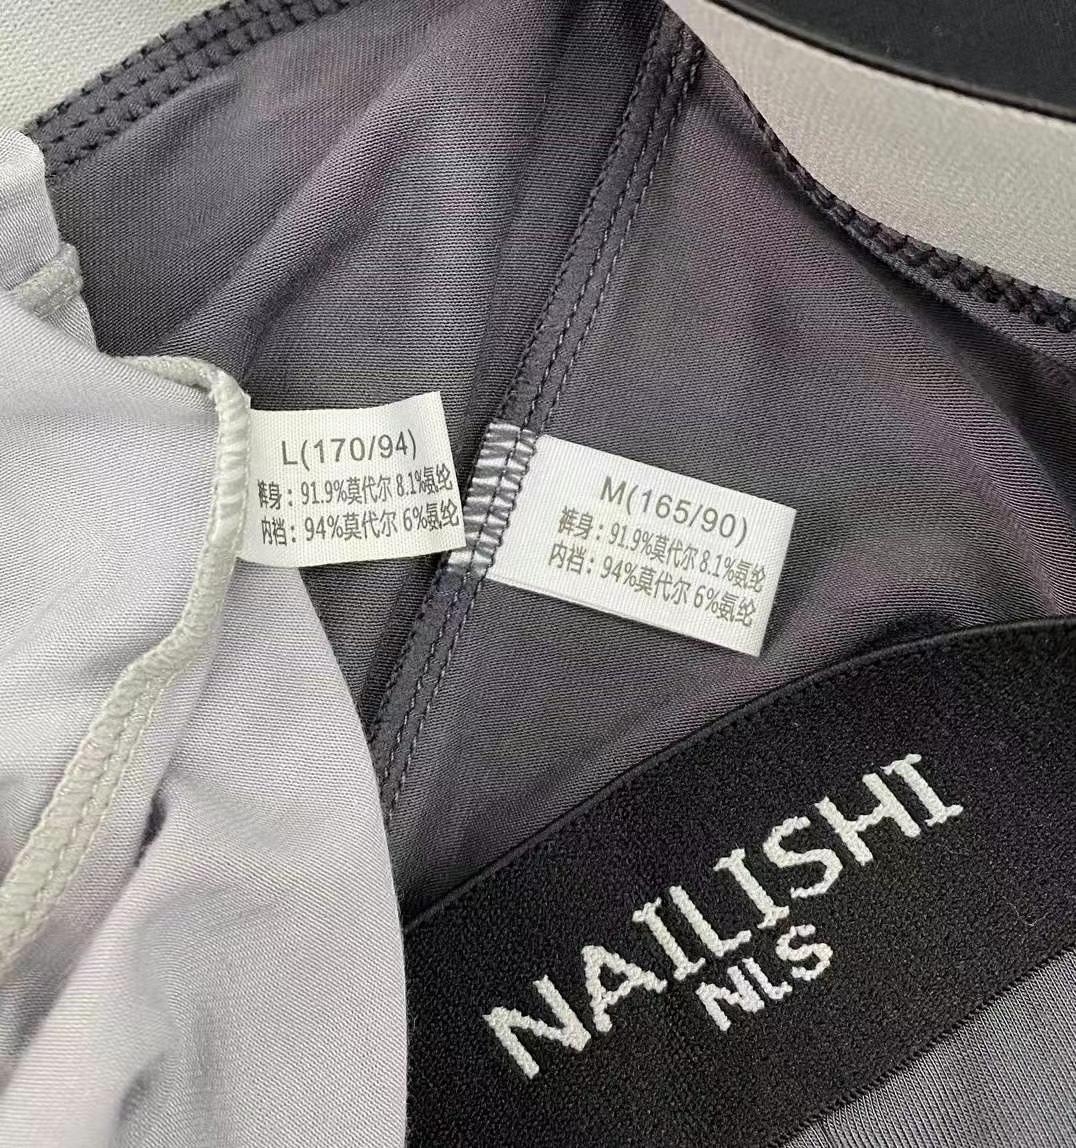 L(170/94)
裤身：91.9%莫代尔 8.1%氨纶
内裆：94%莫代尔 6%氨纶
M(165/90)
裤身：91.9%莫代尔 8.1%氨纶
内裆：94%莫代尔 6%氨纶
NAILISHI
NLS